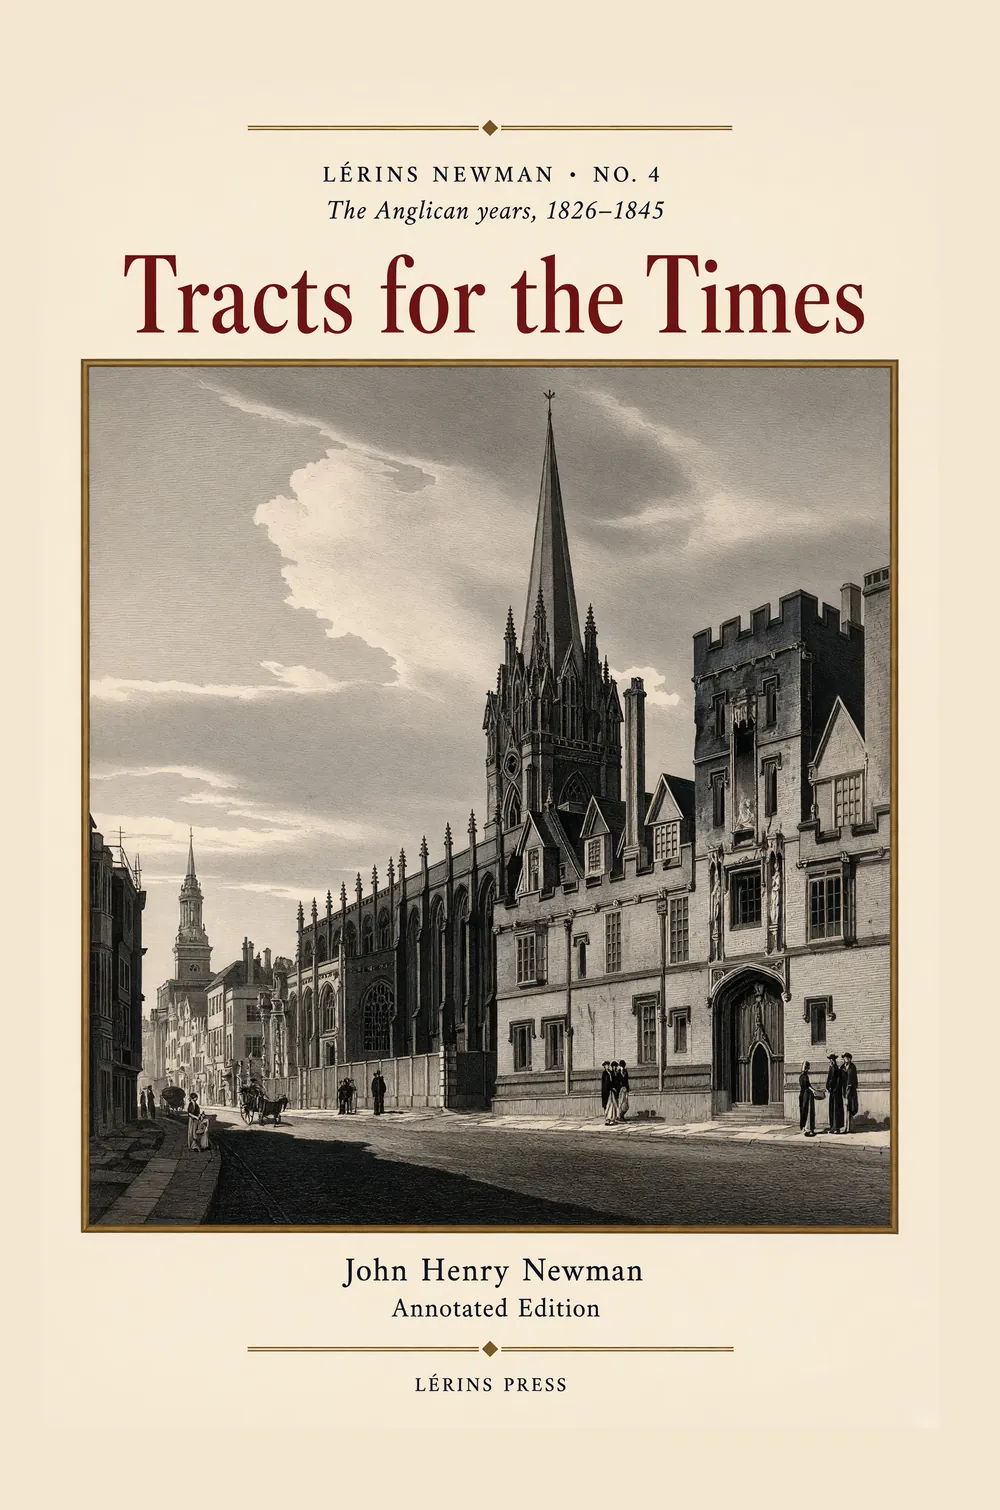 LÉRINS NEWMAN • NO. 4
The Anglican years, 1826–1845
Tracts for the Times
John Henry Newman
Annotated Edition
LÉRINS PRESS